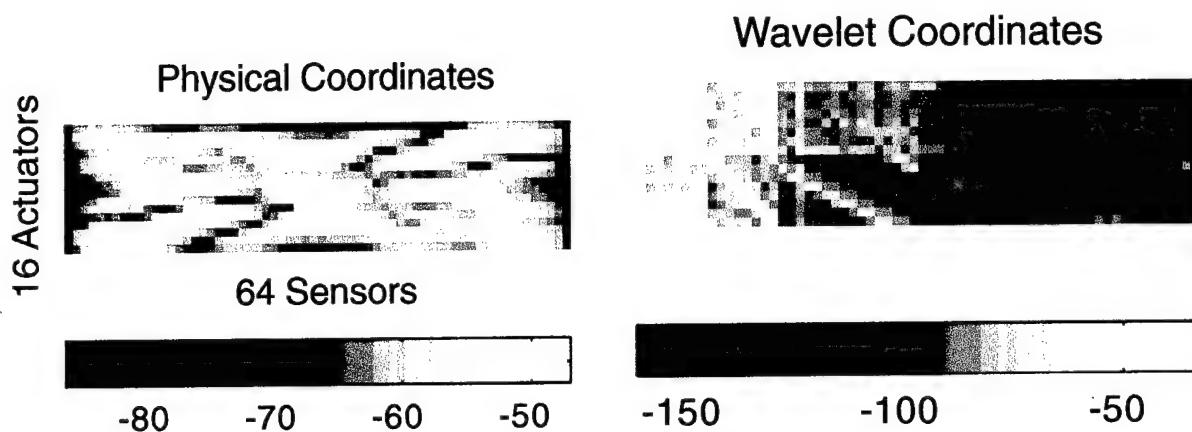 Physical Coordinates
16 Actuators
64 Sensors
-80 -70 -60 -50
Wavelet Coordinates
-150 -100 -50